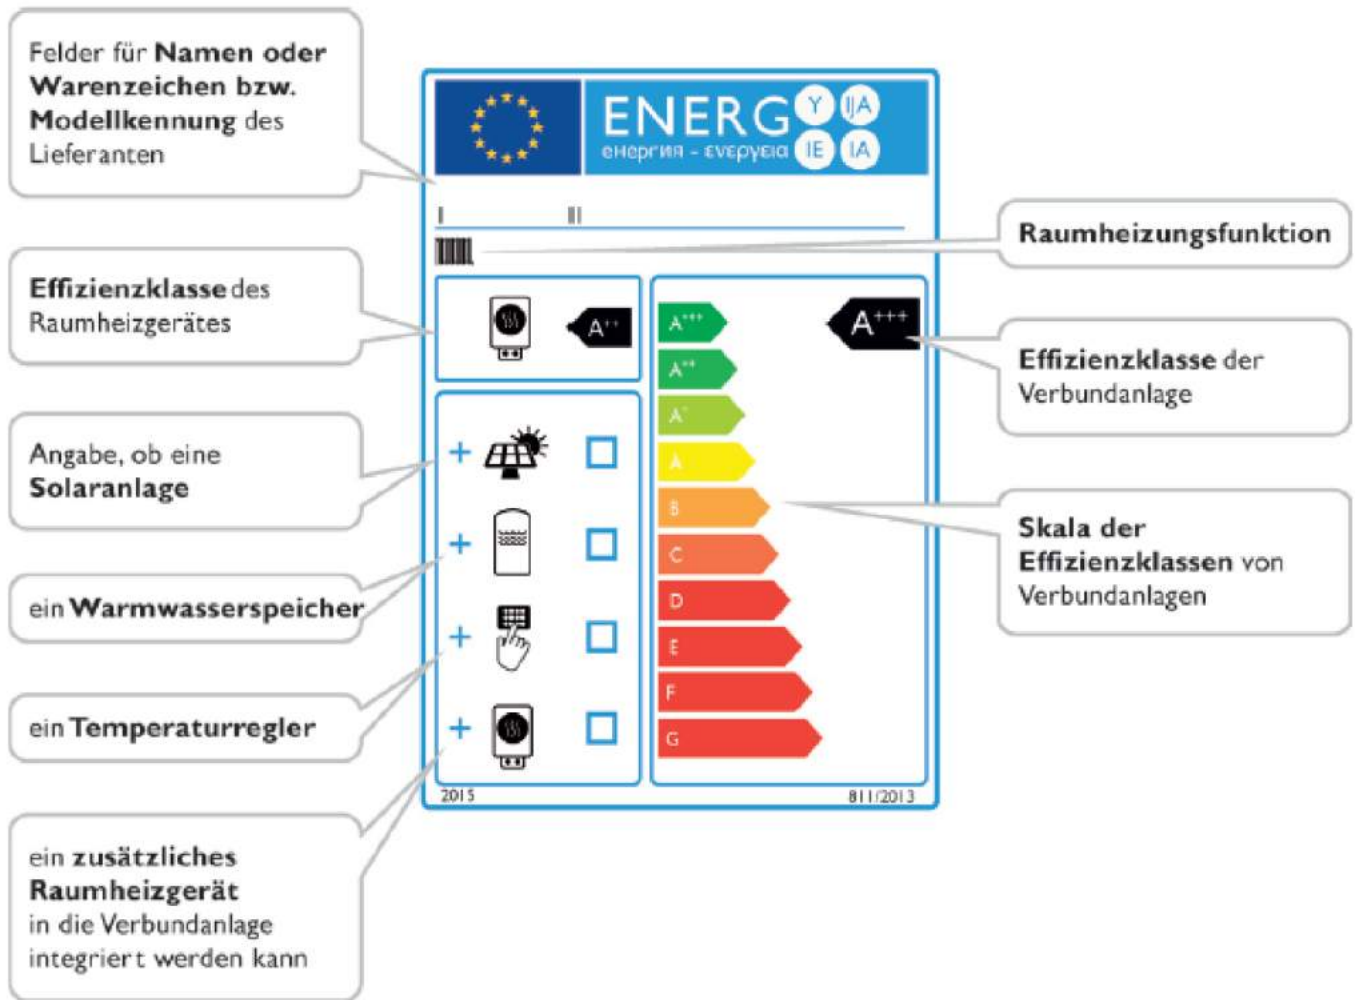 Felder für Namen oder
Warenzeichen bzw.
Modellkennung des
Lieferanten
Effizienzklasse des
Raumheizgerätes
Angabe, ob eine
Solaranlage
ein Warmwasserspeicher
ein Temperaturregler
ein zusätzliches
Raumheizgerät
in die Verbundanlage
integriert werden kann
ENERG Y IJA
енергия - ενεργεια IE IA
I II
A++
A+++
A++
A+
A
B
C
D
E
F
G
A+++
2015 811/2013
Raumheizungsfunktion
Effizienzklasse der
Verbundanlage
Skala der
Effizienzklassen von
Verbundanlagen